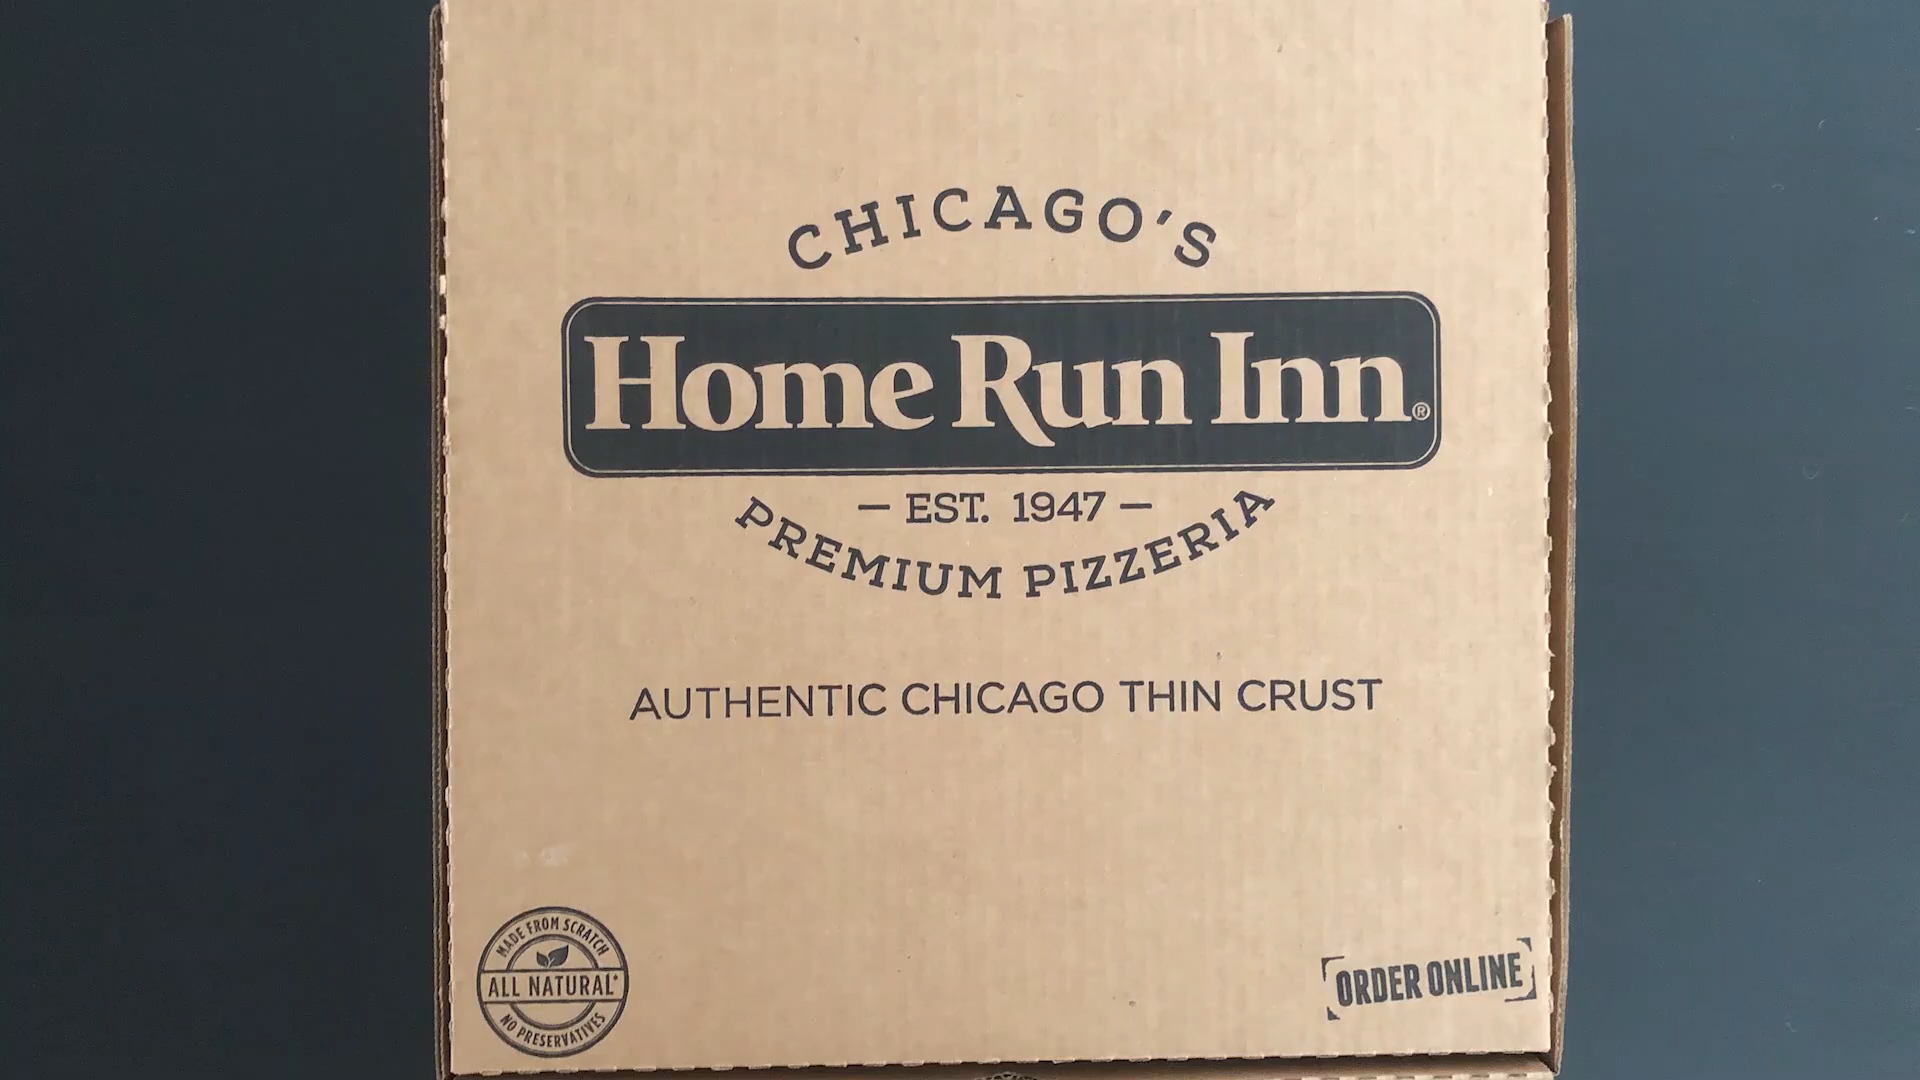 CHICAGO'S
Home Run Inn®
— EST. 1947 —
PREMIUM PIZZERIA
AUTHENTIC CHICAGO THIN CRUST
MADE FROM SCRATCH
ALL NATURAL*
NO PRESERVATIVES
ORDER ONLINE